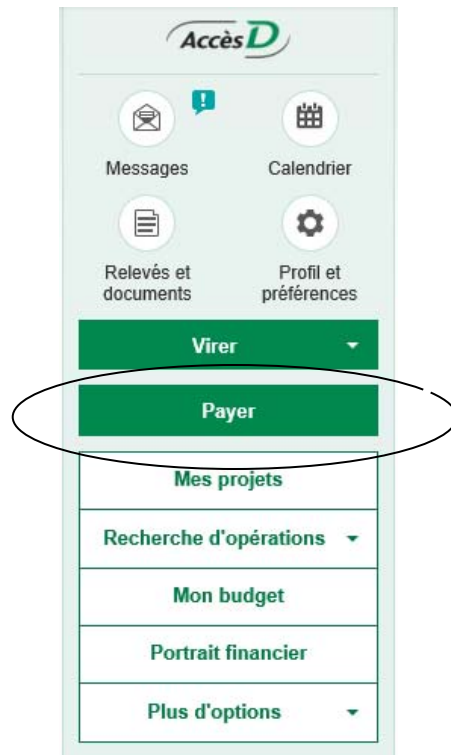 AccèsD
Messages
Calendrier
Relevés et
documents
Profil et
préférences
Virer
Payer
Mes projets
Recherche d'opérations
Mon budget
Portrait financier
Plus d'options